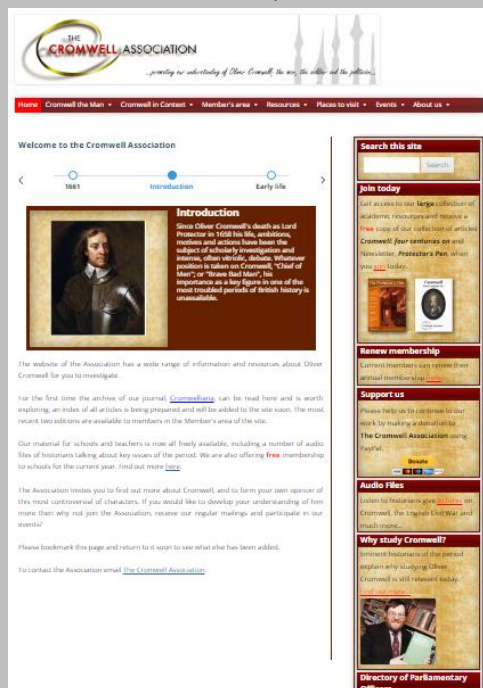 THE
CROMWELL ASSOCIATION
...promoting our understanding of Oliver Cromwell, the man, the soldier and the politician...
Home Cromwell the Man Cromwell in Context Member's area Resources Places to visit Events About us
Welcome to the Cromwell Association
1661 Introduction Early life
Introduction
Since Oliver Cromwell's death as Lord
Protector in 1658 his life, ambitions,
motives and actions have been the
subject of scholarly investigation and
intense, often vitriolic, debate. Whatever
position is taken on Cromwell, "Chief of
Men"; or "Brave Bad Man", his
importance as a key figure in one of the
most troubled periods of British history is
unassailable.
The website of the Association has a wide range of information and resources about Oliver
Cromwell for you to investigate.
For the first time the archive of our journal, Cromwelliana, can be read here and is worth
exploring, an index of all articles is being prepared and will be added to the site soon. The most
recent two editions are available to members in the Member's area of the site.
Our material for schools and teachers is now all freely available, including a number of audio
files of historians talking about key issues of the period. We are also offering free membership
to schools for the current year. Find out more here.
The Association invites you to find out more about Cromwell, and to form your own opinion of
this most controversial of characters. If you would like to develop your understanding of him
more then why not join the Association, receive our regular mailings and participate in our
events?
Please bookmark this page and return to it soon to see what else has been added.
To contact the Association email The Cromwell Association.
Search this site
Search
Join today
Get access to our large collection of
academic resources and receive a
free copy of our collection of articles
Cromwell: four centuries on and
Newsletter, Protector's Pen, when
you join today.
Renew membership
Current members can renew their
annual membership here.
Support us
Please help us to continue to our
work by making a donation to
The Cromwell Association using
PayPal.
Donate
Audio Files
Listen to historians give lectures on
Cromwell, the English Civil War and
much more...
Why study Cromwell?
Eminent historians of the period
explain why studying Oliver
Cromwell is still relevant today.
Find out more...
Directory of Parliamentary